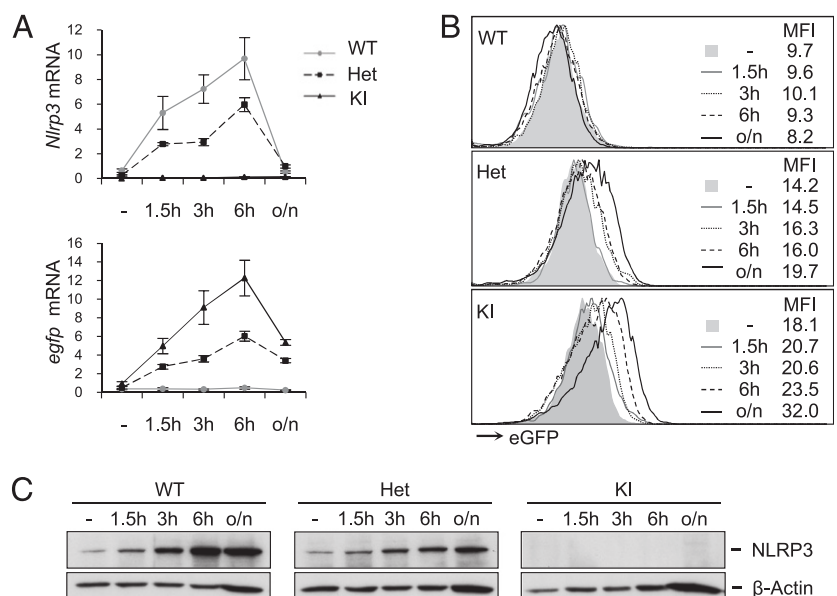 A
Nlrp3 mRNA
12
10
8
6
4
2
0
- 1.5h 3h 6h o/n
WT
Het
KI
egfp mRNA
16
14
12
10
8
6
4
2
0
- 1.5h 3h 6h o/n
B
WT
MFI
- 9.7
1.5h 9.6
3h 10.1
6h 9.3
o/n 8.2
Het
MFI
- 14.2
1.5h 14.5
3h 16.3
6h 16.0
o/n 19.7
KI
MFI
- 18.1
1.5h 20.7
3h 20.6
6h 23.5
o/n 32.0
eGFP
C
WT Het KI
- 1.5h 3h 6h o/n - 1.5h 3h 6h o/n - 1.5h 3h 6h o/n
NLRP3
β-Actin